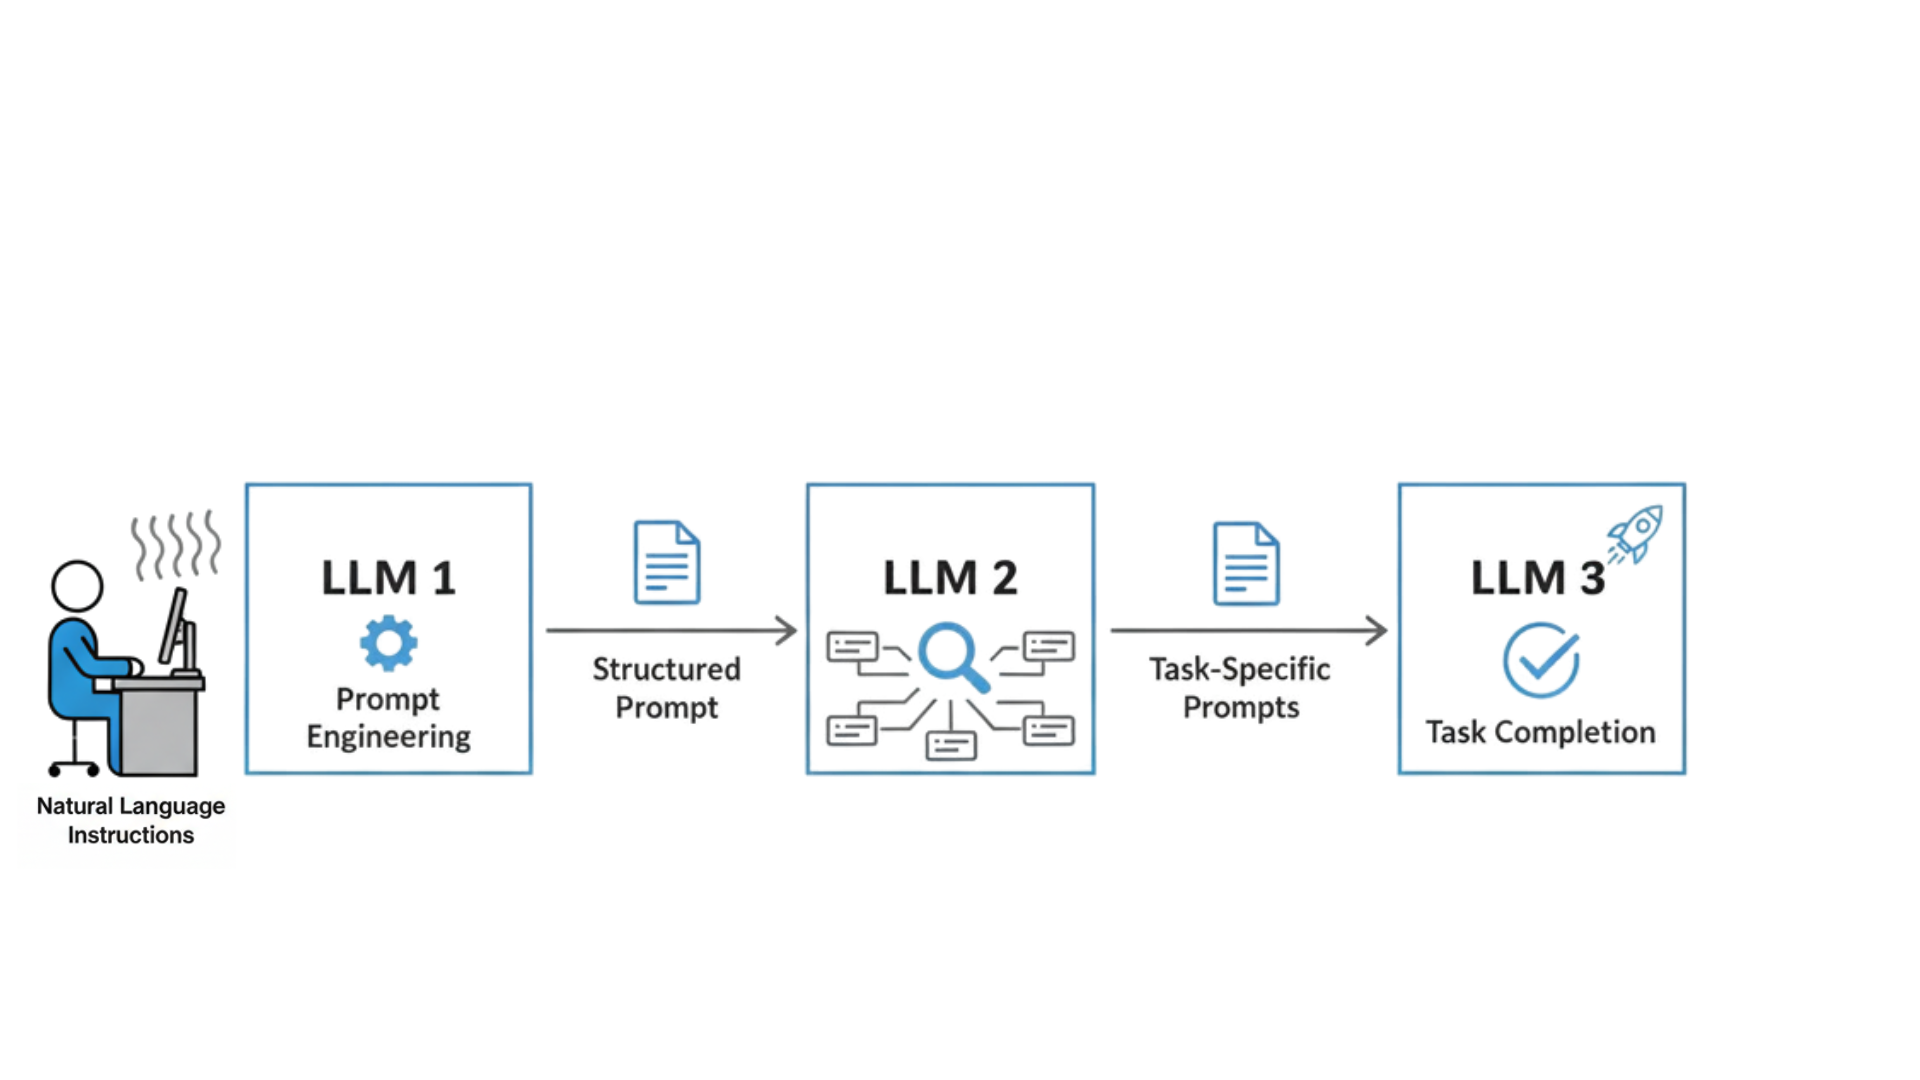 Natural Language
Instructions
LLM 1
Prompt
Engineering
Structured
Prompt
LLM 2
Task-Specific
Prompts
LLM 3
Task Completion